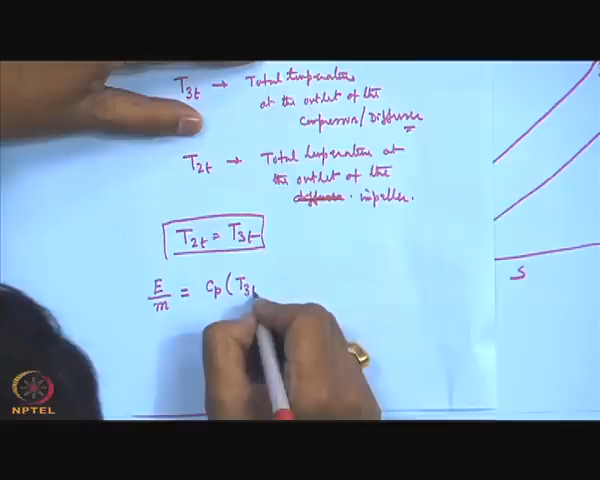 T3t → Total temperature
at the outlet of the
compressor/Diffuser
T2t → Total temperature at
the outlet of the
diffuser. impeller.
T2t = T3t
E/m = Cp(T3t
S
NPTEL